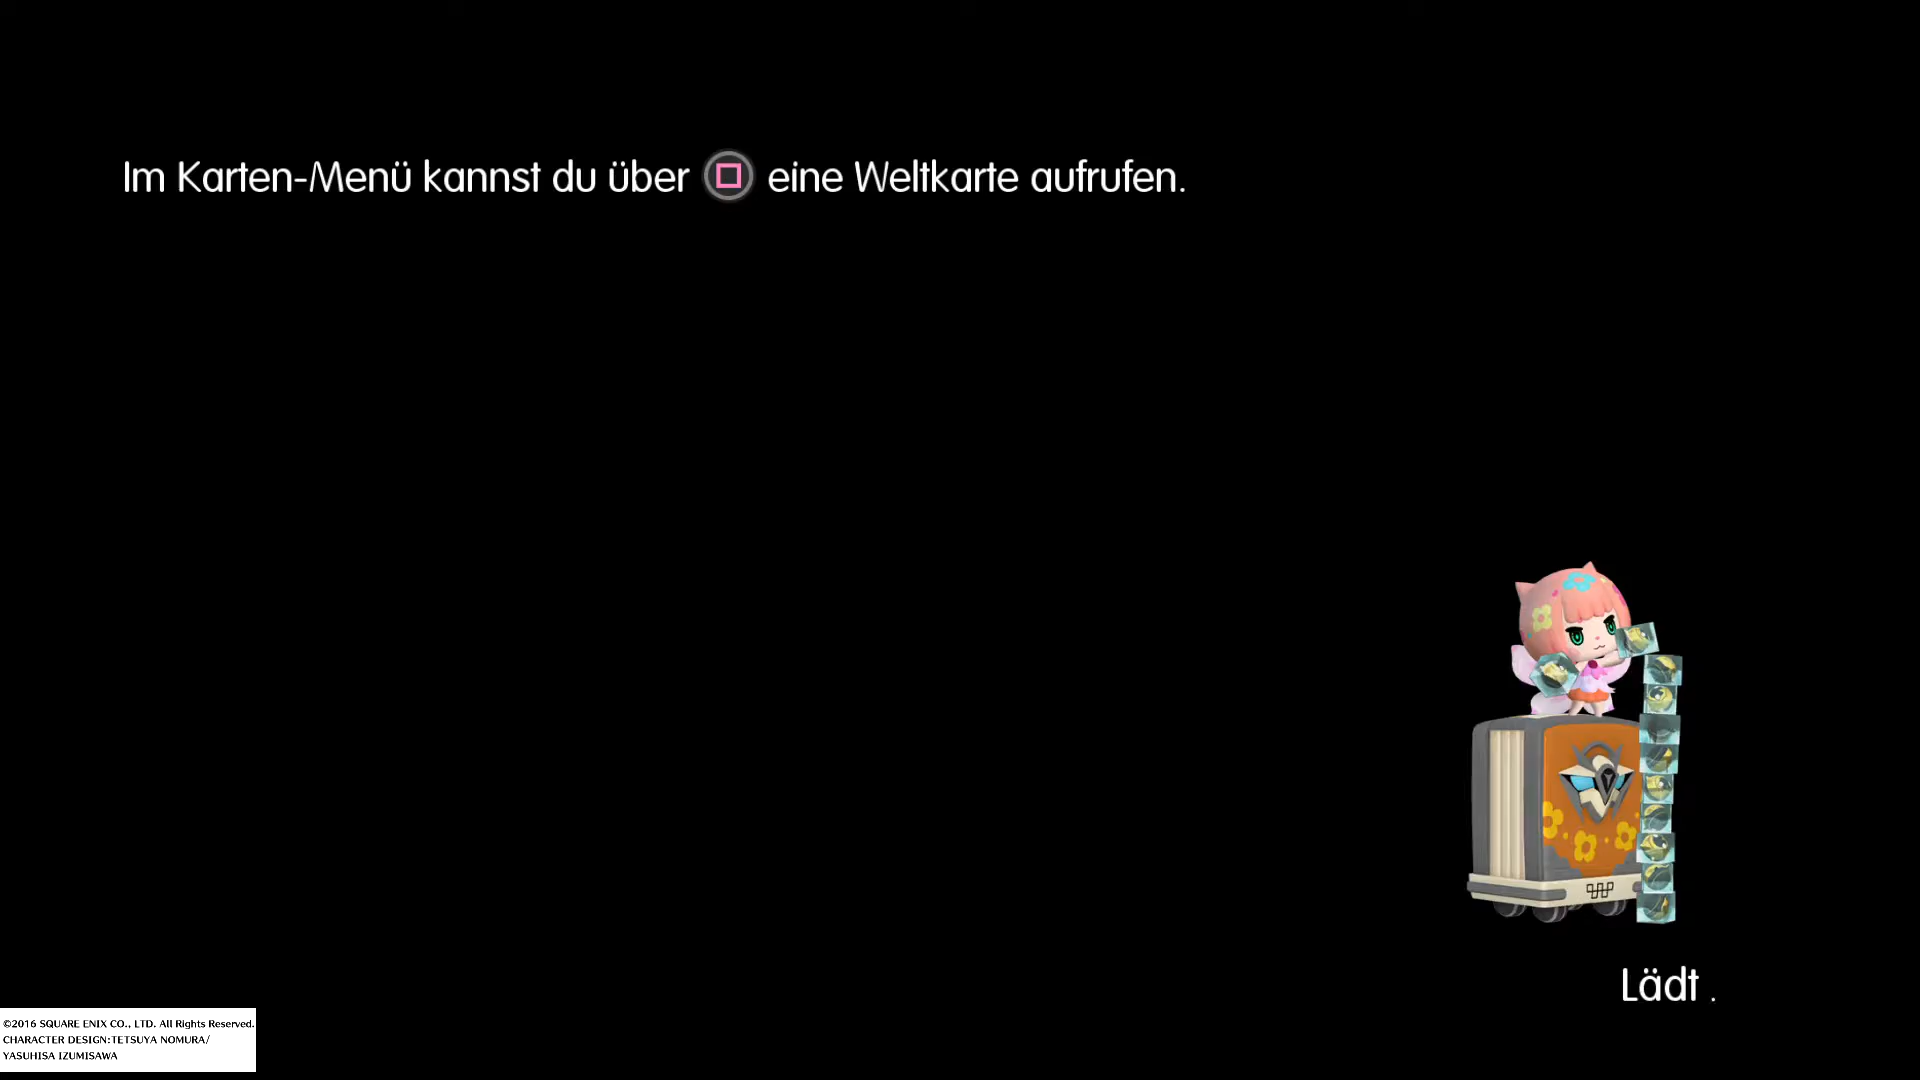 Im Karten-Menü kannst du über eine Weltkarte aufrufen.
Lädt .
©2016 SQUARE ENIX CO., LTD. All Rights Reserved.
CHARACTER DESIGN:TETSUYA NOMURA/
YASUHISA IZUMISAWA